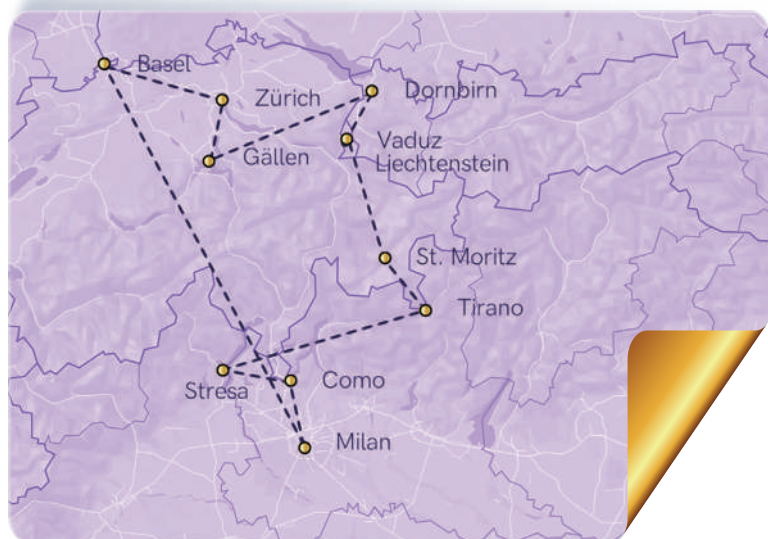 Basel
Zürich
Dornbirn
Vaduz
Liechtenstein
Gällen
St. Moritz
Tirano
Stresa
Como
Milan